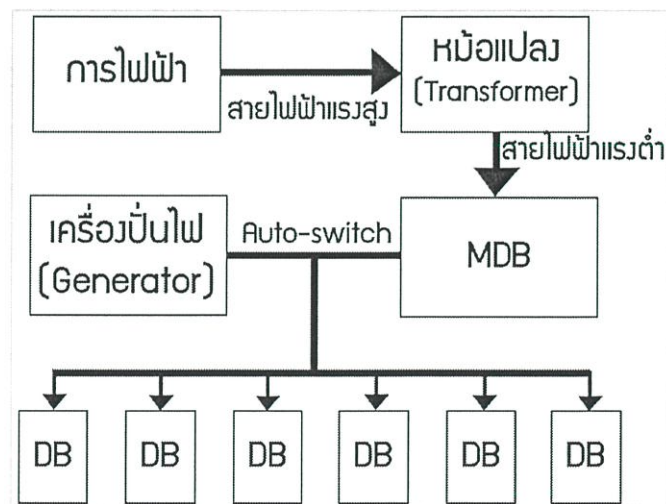 การไฟฟ้า
สายไฟฟ้าแรงสูง
หม้อแปลง
(Transformer)
สายไฟฟ้าแรงต่ำ
เครื่องปั่นไฟ
(Generator)
Auto-switch
MDB
DB
DB
DB
DB
DB
DB